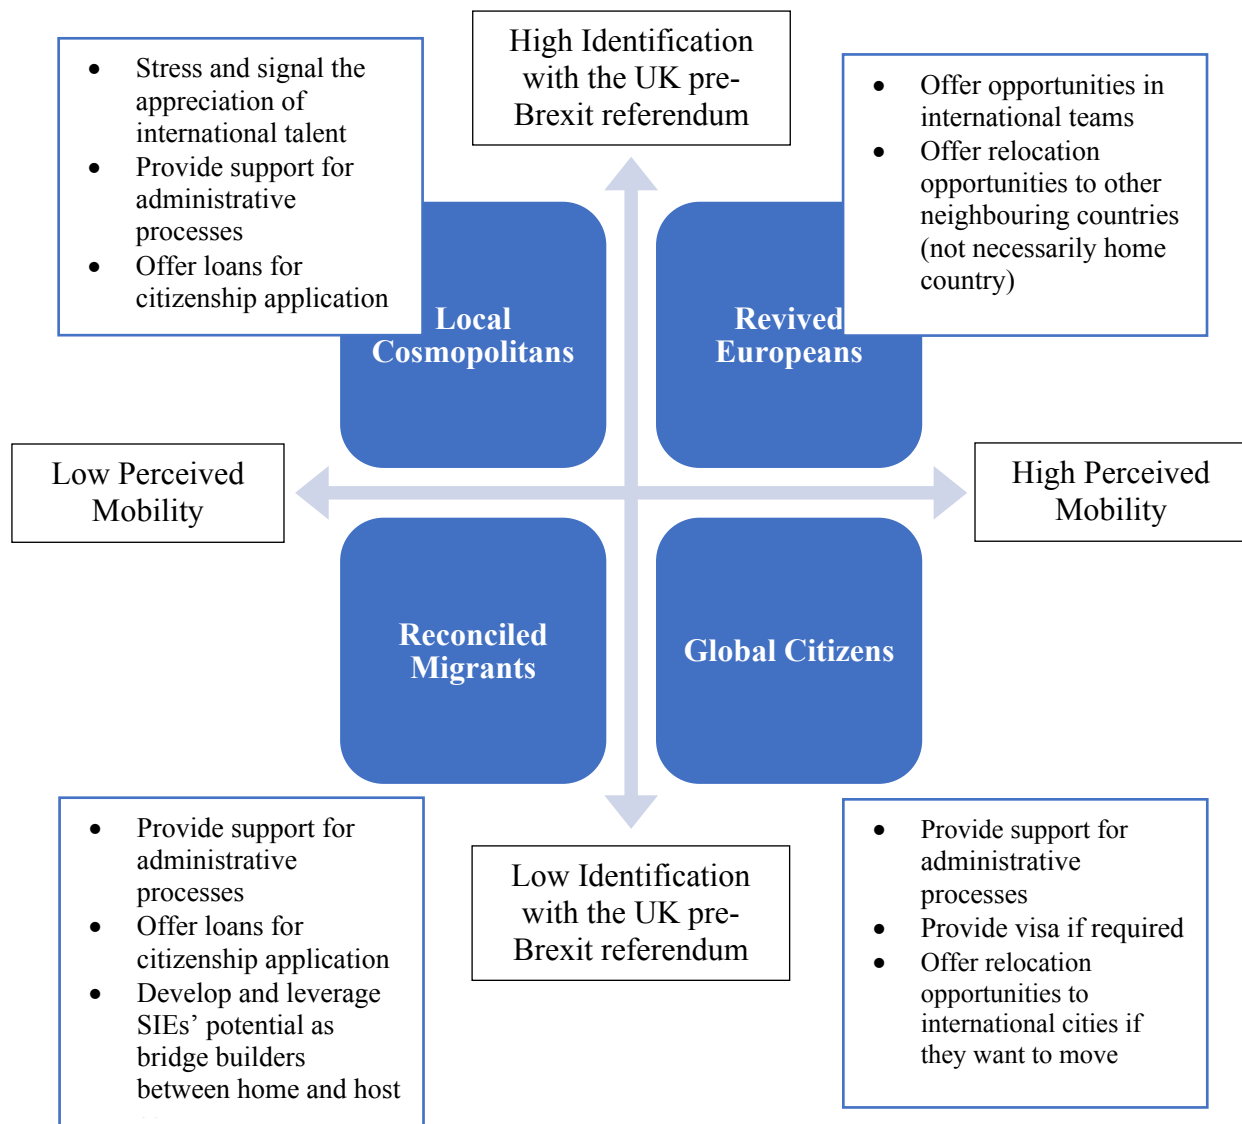 • Stress and signal the
appreciation of
international talent
• Provide support for
administrative
processes
• Offer loans for
citizenship application
High Identification
with the UK pre-
Brexit referendum
• Offer opportunities in
international teams
• Offer relocation
opportunities to other
neighbouring countries
(not necessarily home
country)
Local
Cosmopolitans
Revived
Europeans
Low Perceived
Mobility
High Perceived
Mobility
Reconciled
Migrants
Global Citizens
• Provide support for
administrative
processes
• Offer loans for
citizenship application
• Develop and leverage
SIEs’ potential as
bridge builders
between home and host
Low Identification
with the UK pre-
Brexit referendum
• Provide support for
administrative
processes
• Provide visa if required
• Offer relocation
opportunities to
international cities if
they want to move